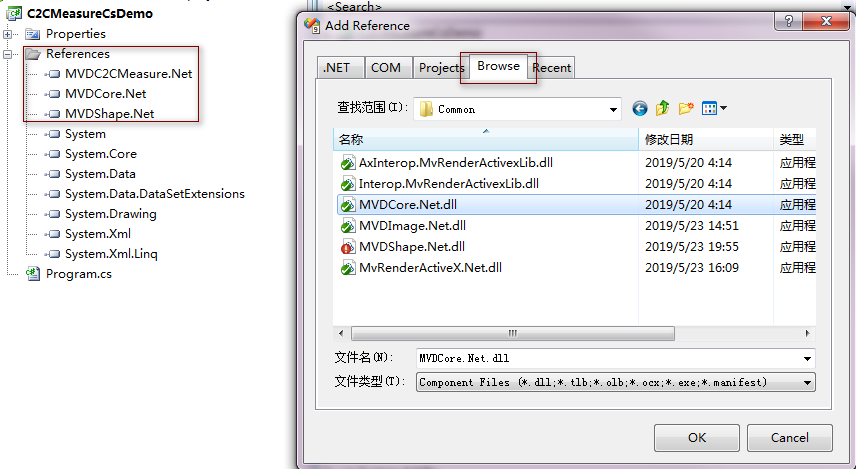 C2CMeasureCsDemo
Properties
References
MVDC2CMeasure.Net
MVDCore.Net
MVDShape.Net
System
System.Core
System.Data
System.Data.DataSetExtensions
System.Drawing
System.Xml
System.Xml.Linq
Program.cs
<Search>
Add Reference
.NET COM Projects Browse Recent
查找范围(I): Common
名称 修改日期 类型
AxInterop.MvRenderActivexLib.dll 2019/5/20 4:14 应用程
Interop.MvRenderActivexLib.dll 2019/5/20 4:14 应用程
MVDCore.Net.dll 2019/5/20 4:14 应用程
MVDImage.Net.dll 2019/5/23 14:51 应用程
MVDShape.Net.dll 2019/5/23 19:55 应用程
MvRenderActiveX.Net.dll 2019/5/23 16:09 应用程
文件名(N): MVDCore.Net.dll
文件类型(T): Component Files (*.dll;*.tlb;*.olb;*.ocx;*.exe;*.manifest)
OK Cancel